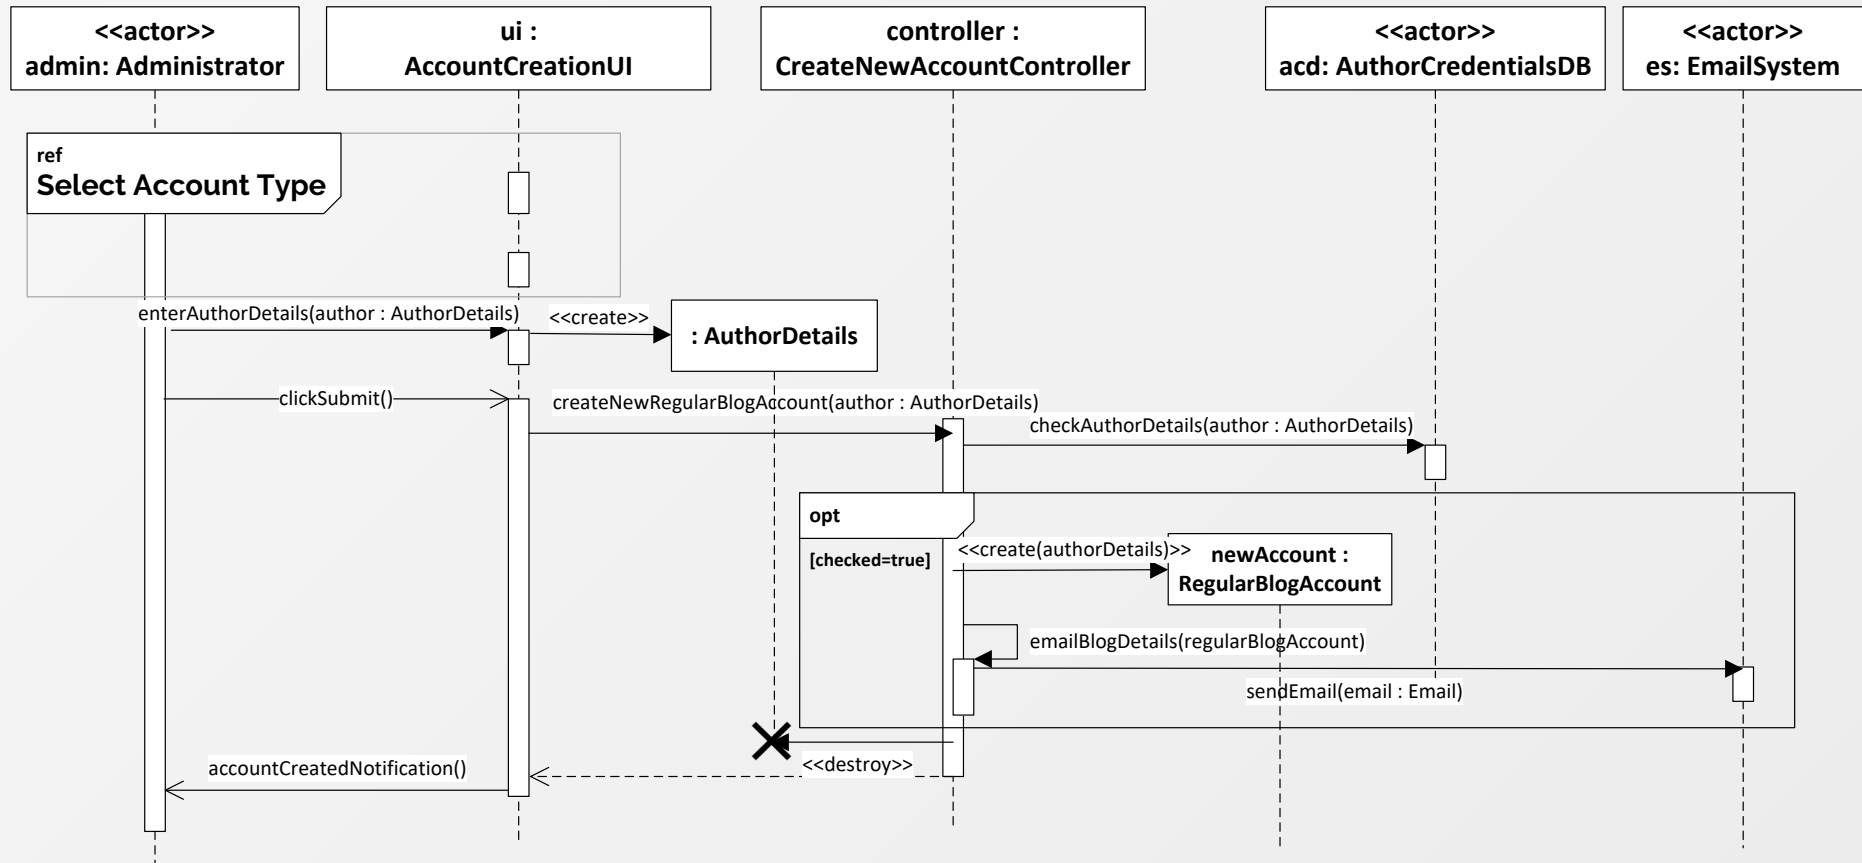 <<actor>>
admin: Administrator
ui :
AccountCreationUI
controller :
CreateNewAccountController
<<actor>>
acd: AuthorCredentialsDB
<<actor>>
es: EmailSystem
ref
Select Account Type
enterAuthorDetails(author : AuthorDetails)
<<create>>
: AuthorDetails
clickSubmit()
createNewRegularBlogAccount(author : AuthorDetails)
checkAuthorDetails(author : AuthorDetails)
opt
[checked=true]
<<create(authorDetails)>>
newAccount :
RegularBlogAccount
emailBlogDetails(regularBlogAccount)
sendEmail(email : Email)
<<destroy>>
accountCreatedNotification()